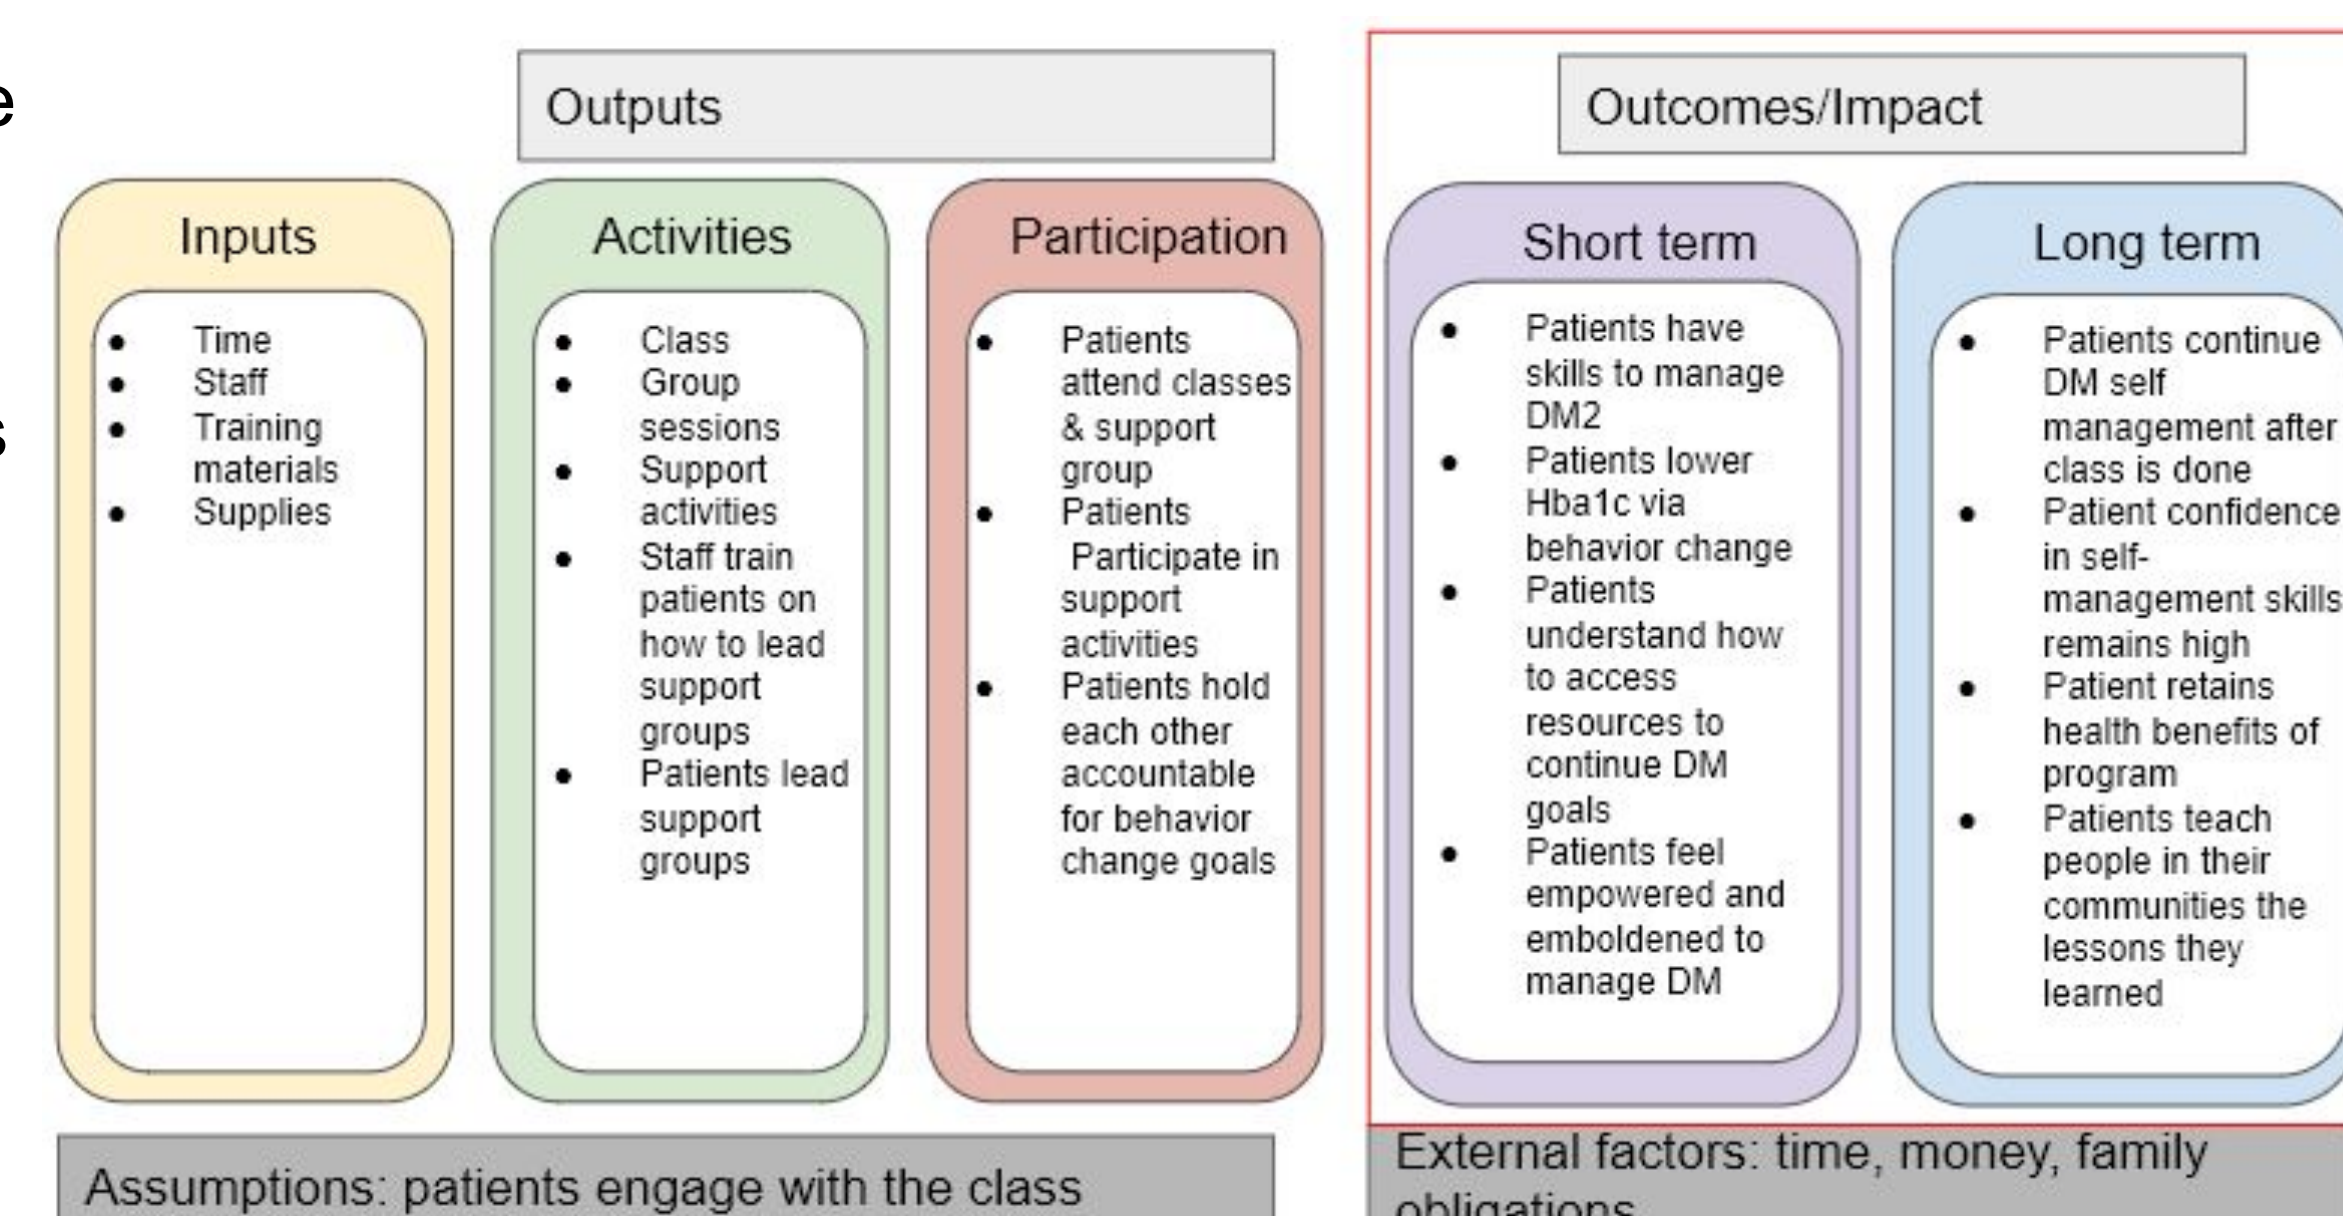 e
s
Outputs
Outcomes/Impact
Inputs
Time
Staff
Training
materials
Supplies
Activities
Class
Group
sessions
Support
activities
Staff train
patients on
how to lead
support
groups
Patients lead
support
groups
Participation
Patients
attend classes
& support
group
Patients
Participate in
support
activities
Patients hold
each other
accountable
for behavior
change goals
Short term
Patients have
skills to manage
DM2
Patients lower
Hba1c via
behavior change
Patients
understand how
to access
resources to
continue DM
goals
Patients feel
empowered and
emboldened to
manage DM
Long term
Patients continue
DM self
management after
class is done
Patient confidence
in self-
management skills
remains high
Patient retains
health benefits of
program
Patients teach
people in their
communities the
lessons they
learned
Assumptions: patients engage with the class
External factors: time, money, family
obligations